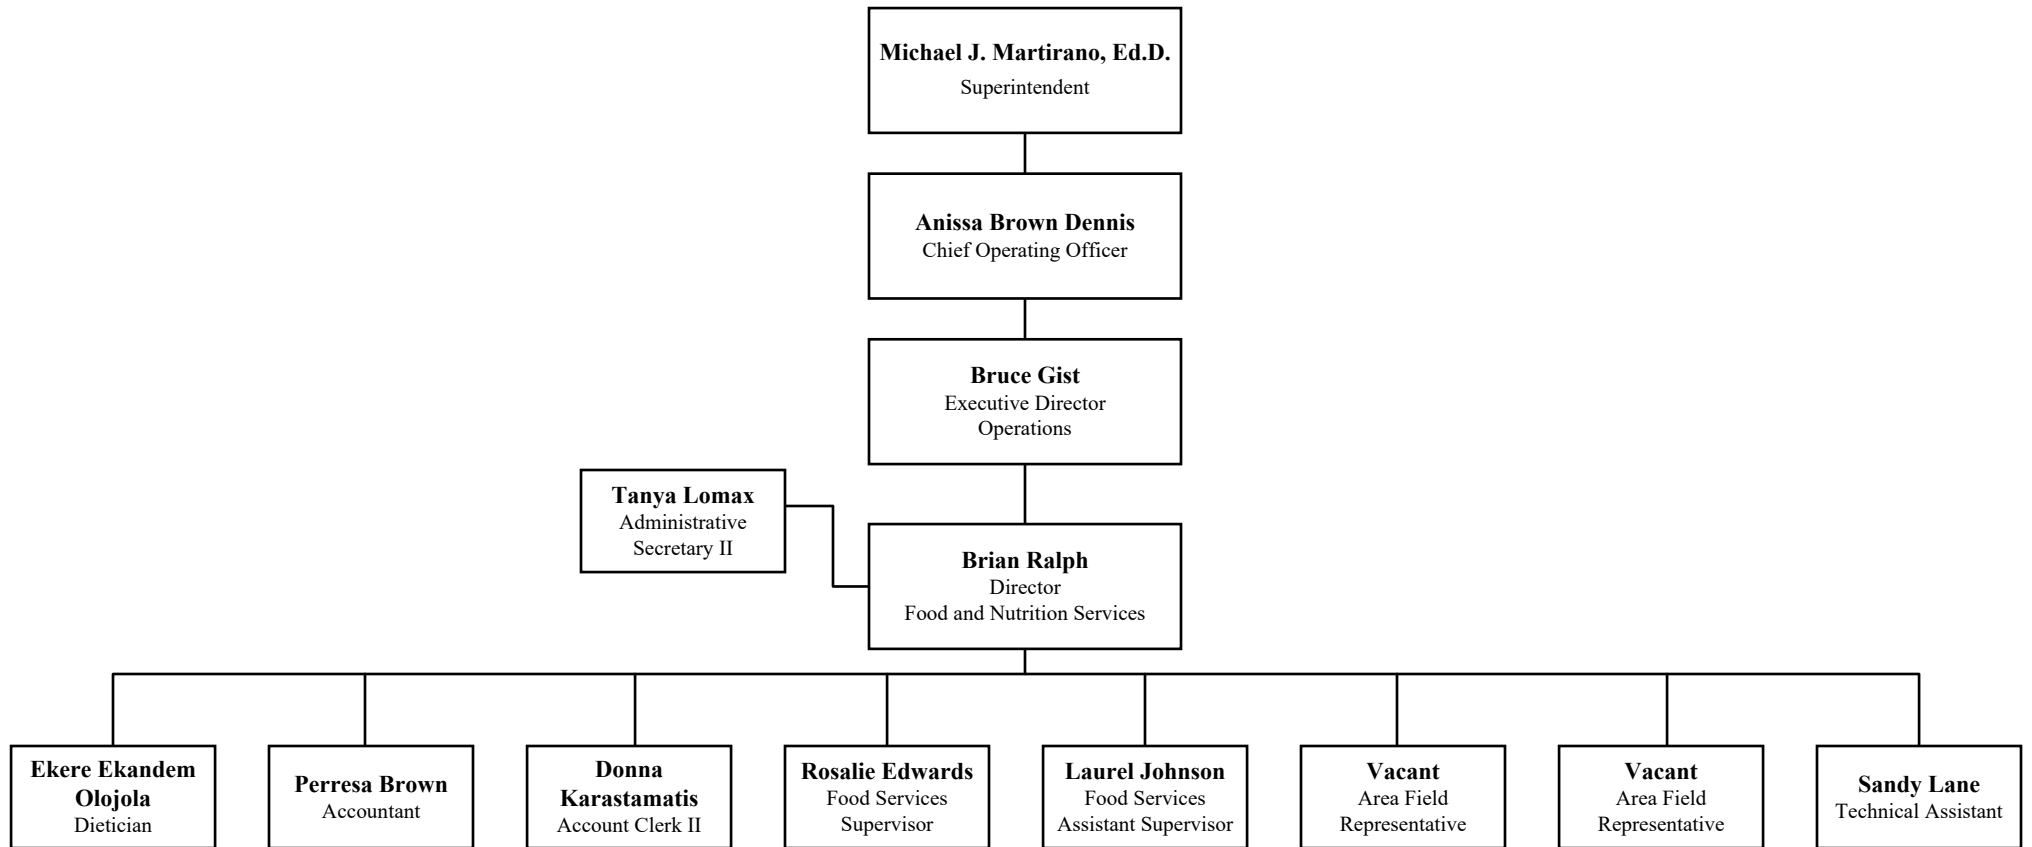 Michael J. Martirano, Ed.D.
Superintendent
Anissa Brown Dennis
Chief Operating Officer
Bruce Gist
Executive Director
Operations
Tanya Lomax
Administrative
Secretary II
Brian Ralph
Director
Food and Nutrition Services
Ekere Ekandem
Olojola
Dietician
Perresa Brown
Accountant
Donna
Karastamatis
Account Clerk II
Rosalie Edwards
Food Services
Supervisor
Laurel Johnson
Food Services
Assistant Supervisor
Vacant
Area Field
Representative
Vacant
Area Field
Representative
Sandy Lane
Technical Assistant